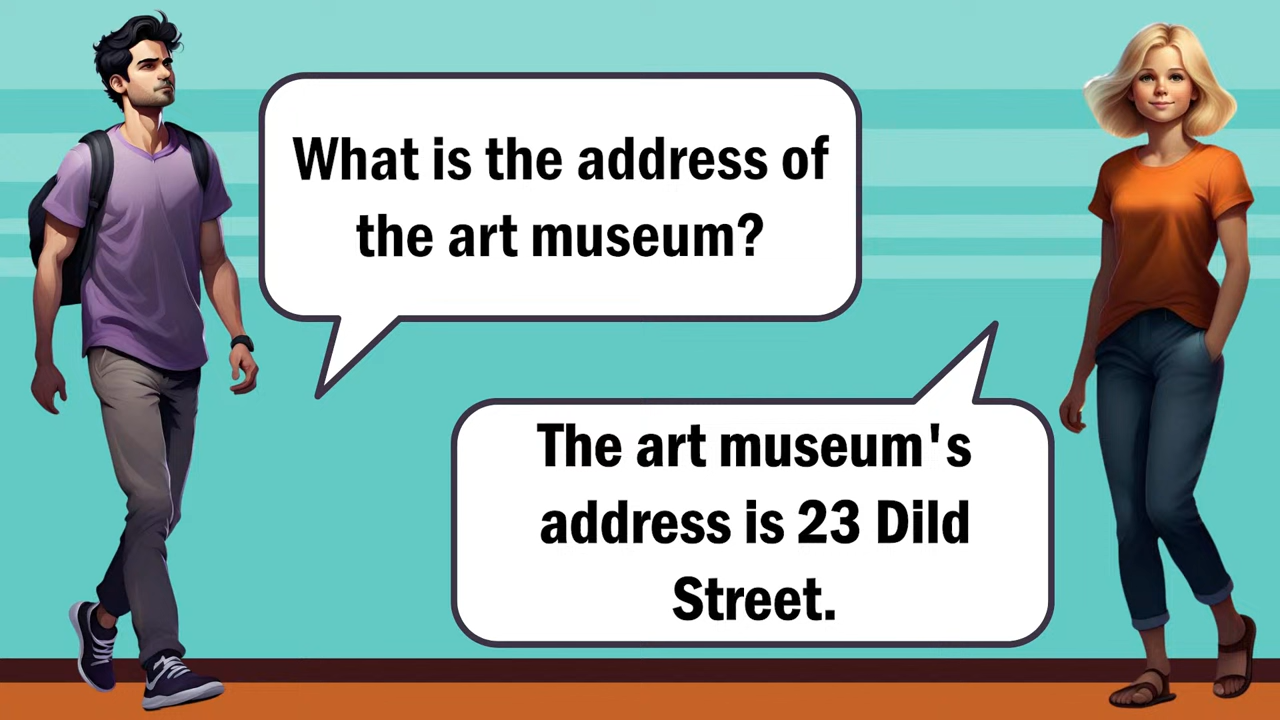 What is the address of
the art museum?
The art museum's
address is 23 Dild
Street.